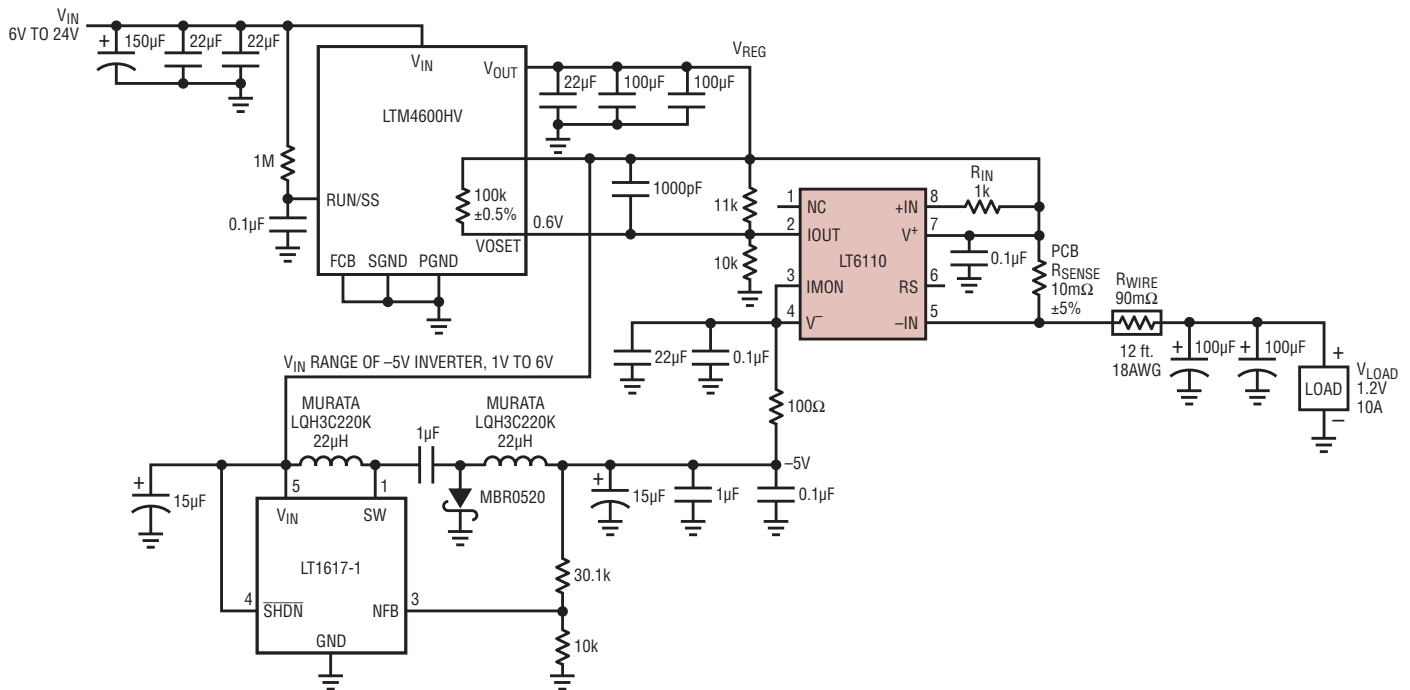 VIN
6V TO 24V
+
150µF
22µF
22µF
VIN
VOUT
LTM4600HV
VREG
22µF
100µF
100µF
1M
0.1µF
RUN/SS
100k
±0.5%
0.6V
VOSET
FCB
SGND
PGND
1000pF
11k
10k
1
NC
2
IOUT
3
IMON
4
V–
LT6110
8
+IN
7
V+
6
RS
5
–IN
RIN
1k
0.1µF
PCB
RSENSE
10mΩ
±5%
RWIRE
90mΩ
12 ft.
18AWG
+
100µF
+
100µF
+
LOAD
–
VLOAD
1.2V
10A
22µF
0.1µF
100Ω
VIN RANGE OF –5V INVERTER, 1V TO 6V
MURATA
LQH3C220K
22µH
1µF
MURATA
LQH3C220K
22µH
–5V
+
15µF
5
1
VIN
SW
MBR0520
+
15µF
1µF
0.1µF
LT1617-1
4
SHDN
NFB
3
GND
30.1k
10k